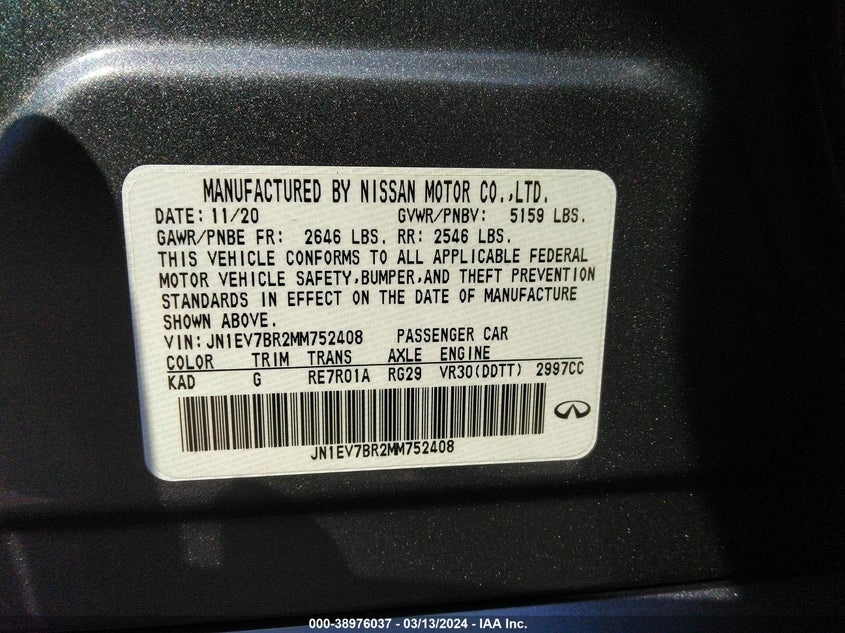 MANUFACTURED BY NISSAN MOTOR CO.,LTD.
DATE: 11/20 GVWR/PNBV: 5159 LBS.
GAWR/PNBE FR: 2646 LBS. RR: 2546 LBS.
THIS VEHICLE CONFORMS TO ALL APPLICABLE FEDERAL
MOTOR VEHICLE SAFETY,BUMPER,AND THEFT PREVENTION
STANDARDS IN EFFECT ON THE DATE OF MANUFACTURE
SHOWN ABOVE.
VIN: JN1EV7BR2MM752408 PASSENGER CAR
COLOR TRIM TRANS AXLE ENGINE
KAD G RE7R01A RG29 VR30(DDTT) 2997CC
JN1EV7BR2MM752408
000-38976037 - 03/13/2024 - IAA Inc.